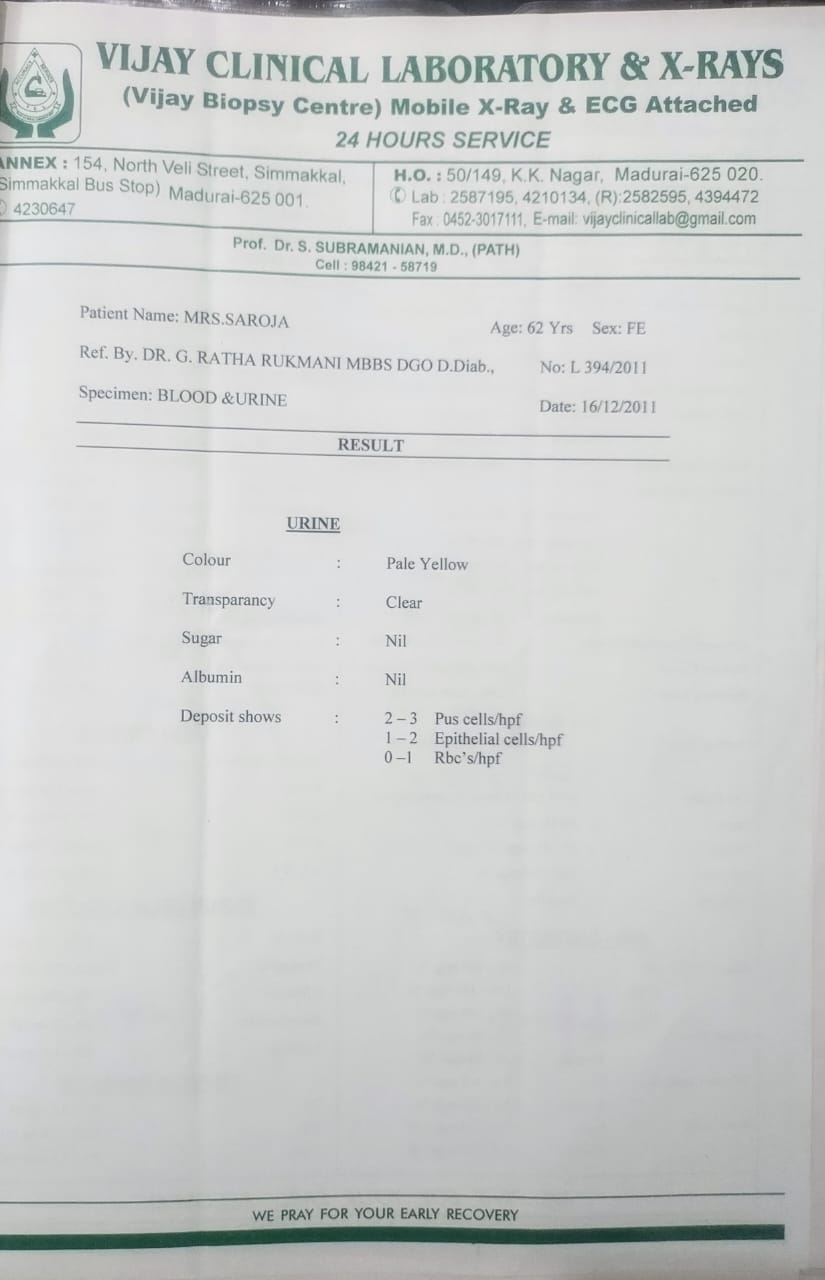 VIJAY CLINICAL LABORATORY & X-RAYS
(Vijay Biopsy Centre) Mobile X-Ray & ECG Attached
24 HOURS SERVICE
ANNEX : 154, North Veli Street, Simmakkal,
Simmakkal Bus Stop) Madurai-625 001.
4230647
H.O. : 50/149, K.K. Nagar, Madurai-625 020.
✆ Lab : 2587195, 4210134, (R):2582595, 4394472
Fax : 0452-3017111, E-mail: vijayclinicallab@gmail.com
Prof. Dr. S. SUBRAMANIAN, M.D., (PATH)
Cell : 98421 - 58719
Patient Name: MRS.SAROJA Age: 62 Yrs Sex: FE
Ref. By. DR. G. RATHA RUKMANI MBBS DGO D.Diab., No: L 394/2011
Specimen: BLOOD &URINE Date: 16/12/2011
RESULT
URINE
Colour : Pale Yellow
Transparancy : Clear
Sugar : Nil
Albumin : Nil
Deposit shows : 2 – 3 Pus cells/hpf
1 – 2 Epithelial cells/hpf
0 –1 Rbc's/hpf
WE PRAY FOR YOUR EARLY RECOVERY